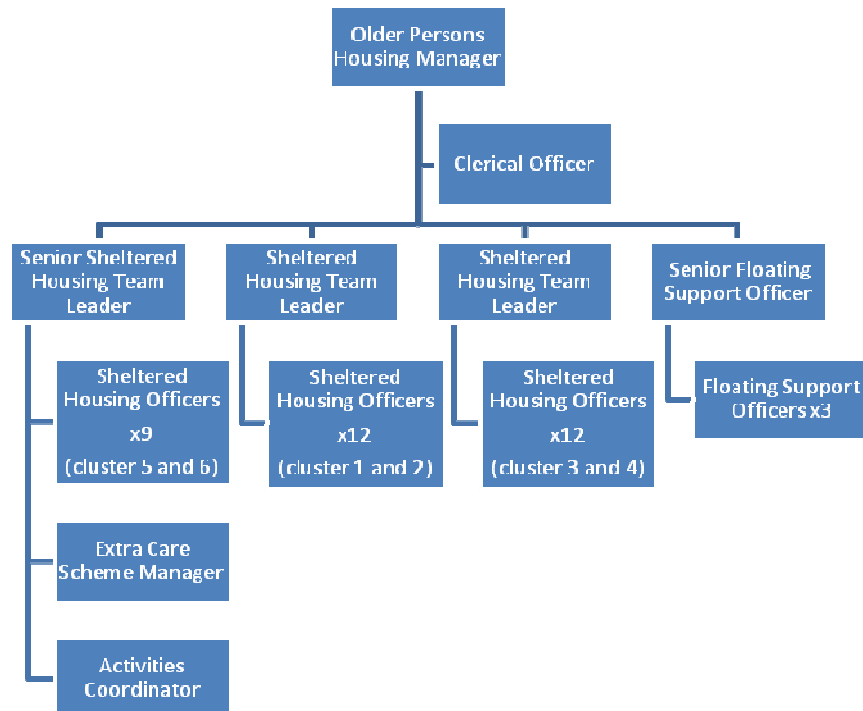 Older Persons
Housing Manager
Clerical Officer
Senior Sheltered
Housing Team
Leader
Sheltered
Housing Team
Leader
Sheltered
Housing Team
Leader
Senior Floating
Support Officer
Sheltered
Housing Officers
x9
(cluster 5 and 6)
Sheltered
Housing Officers
x12
(cluster 1 and 2)
Sheltered
Housing Officers
x12
(cluster 3 and 4)
Floating Support
Officers x3
Extra Care
Scheme Manager
Activities
Coordinator